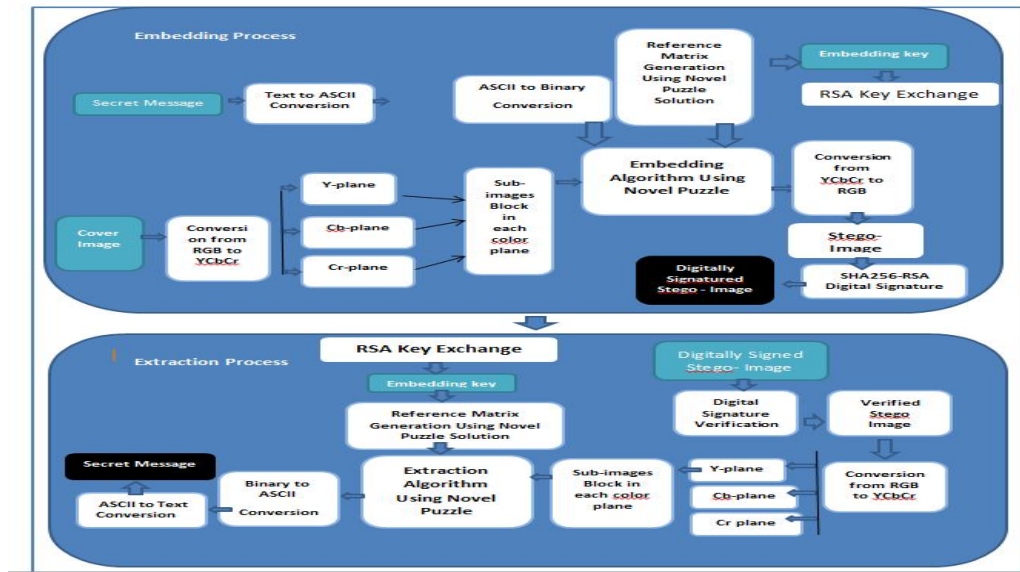 Embedding Process
Reference
Matrix
Generation
Using Novel
Puzzle
Solution
Embedding key
RSA Key Exchange
Secret Message
Text to ASCII
Conversion
ASCII to Binary
Conversion
Embedding
Algorithm Using
Novel Puzzle
Conversion
from
YCbCr to
RGB
Y-plane
Cb-plane
Cr-plane
Sub-
images
Block
in
each
color
plane
Cover
Image
Conversi
on from
RGB to
YCbCr
Stego-
Image
SHA256-RSA
Digital Signature
Digitally
Signatured
Stego - Image
Extraction Process
RSA Key Exchange
Embedding key
Reference Matrix
Generation Using Novel
Puzzle Solution
Digitally Signed
Stego- Image
Digital
Signature
Verification
Verified
Stego
Image
Conversion
from RGB
to YCbCr
Y-plane
Cb-plane
Cr plane
Sub-images
Block in
each color
plane
Extraction
Algorithm
Using Novel
Puzzle
Binary to
ASCII
Conversion
ASCII to Text
Conversion
Secret Message